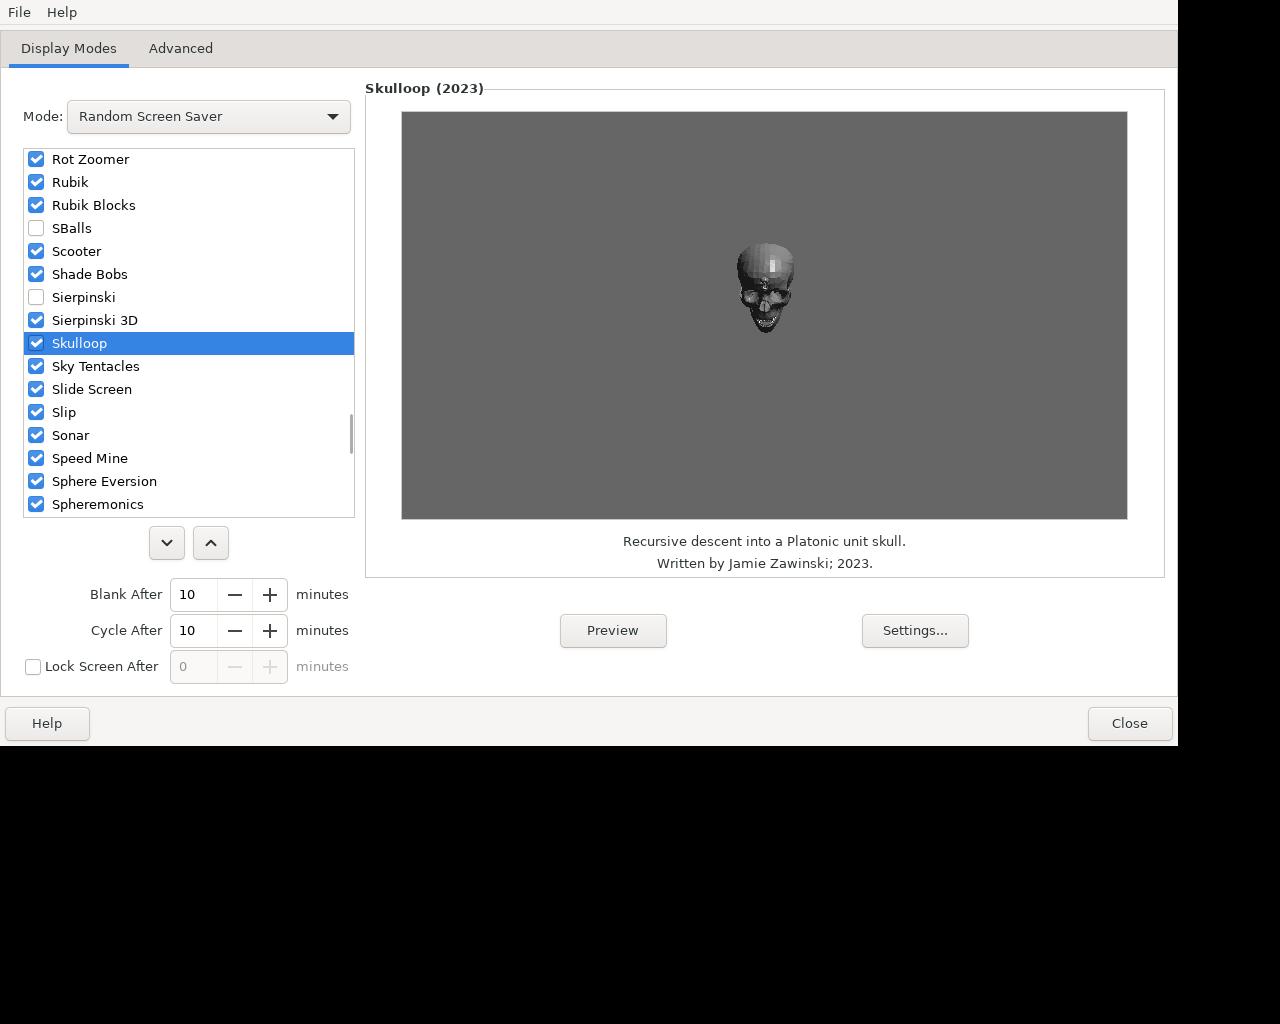 File Help
Display Modes Advanced
Skulloop (2023)
Mode: Random Screen Saver
Rot Zoomer
Rubik
Rubik Blocks
SBalls
Scooter
Shade Bobs
Sierpinski
Sierpinski 3D
Skulloop
Sky Tentacles
Slide Screen
Slip
Sonar
Speed Mine
Sphere Eversion
Spheremonics
Recursive descent into a Platonic unit skull.
Written by Jamie Zawinski; 2023.
Blank After 10 minutes
Cycle After 10 minutes
Lock Screen After 0 minutes
Preview Settings...
Help Close